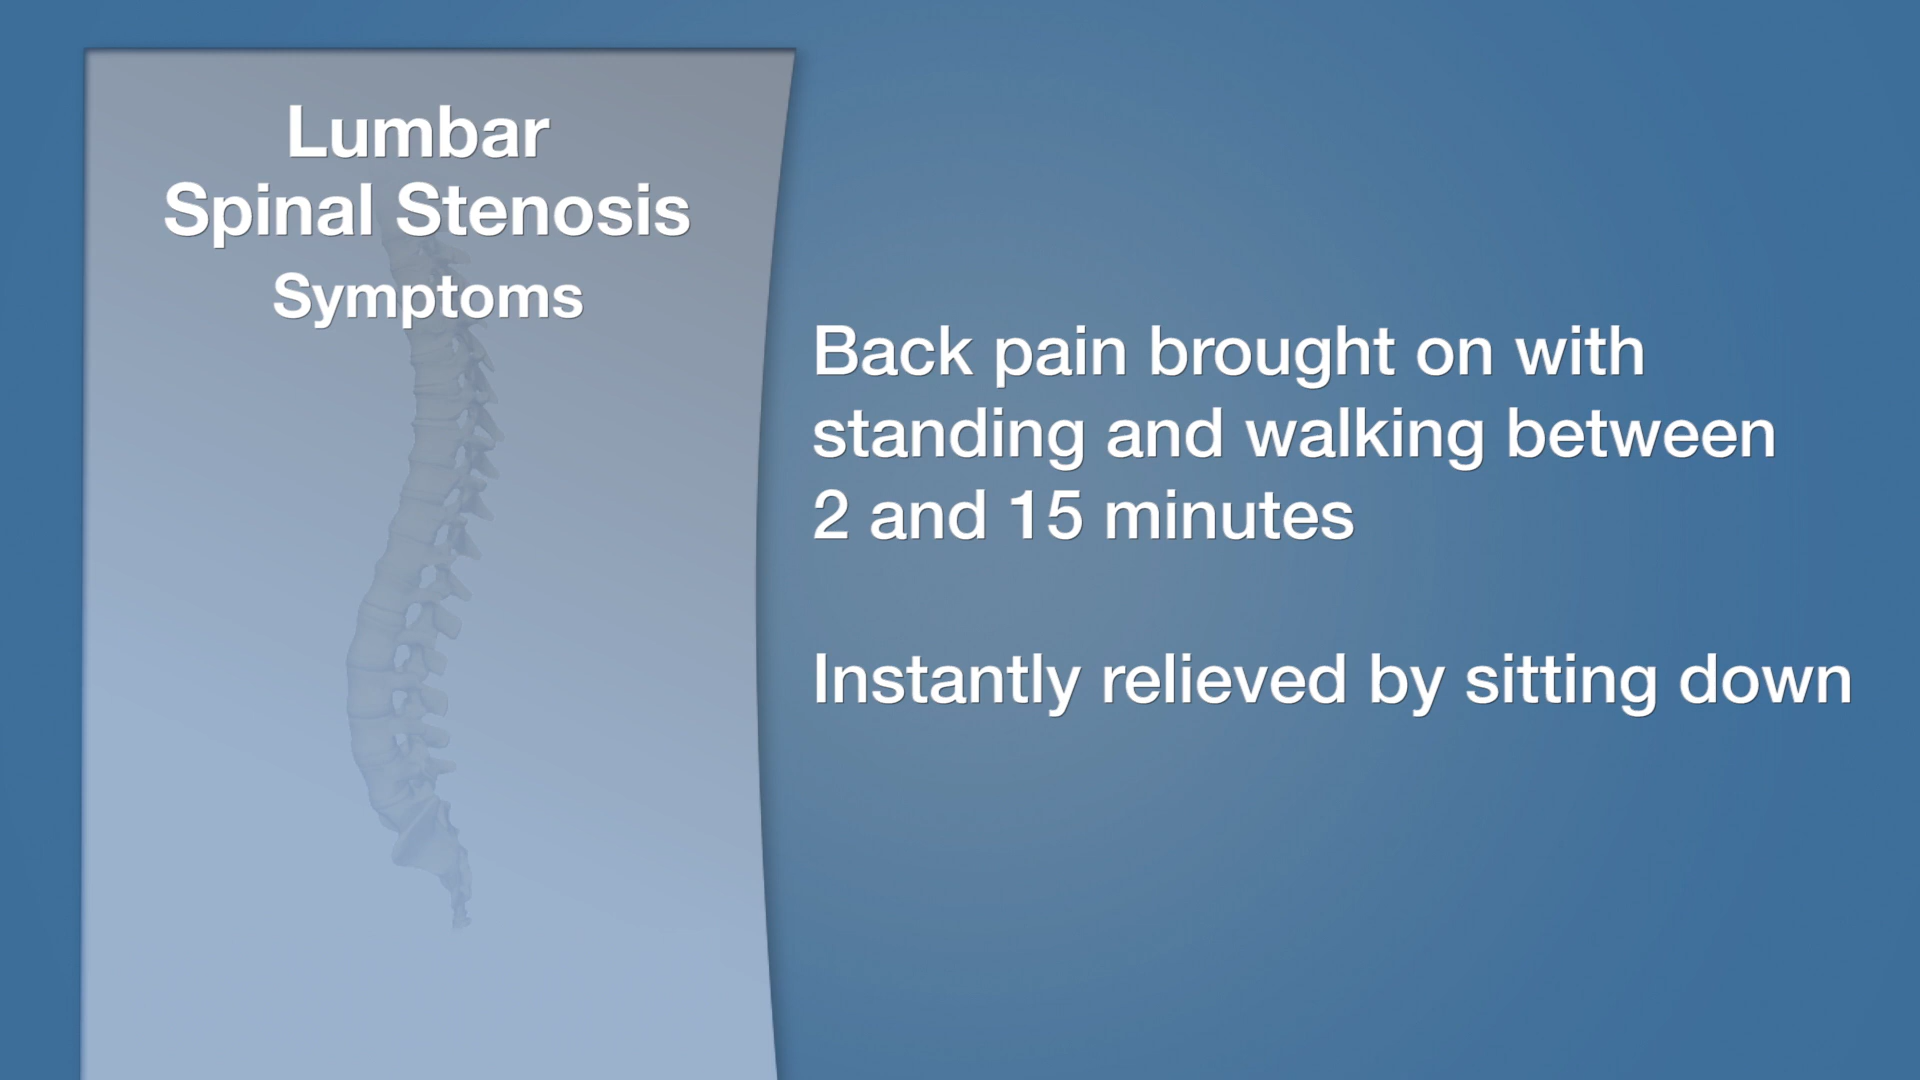 Lumbar
Spinal Stenosis
Symptoms
Back pain brought on with
standing and walking between
2 and 15 minutes
Instantly relieved by sitting down